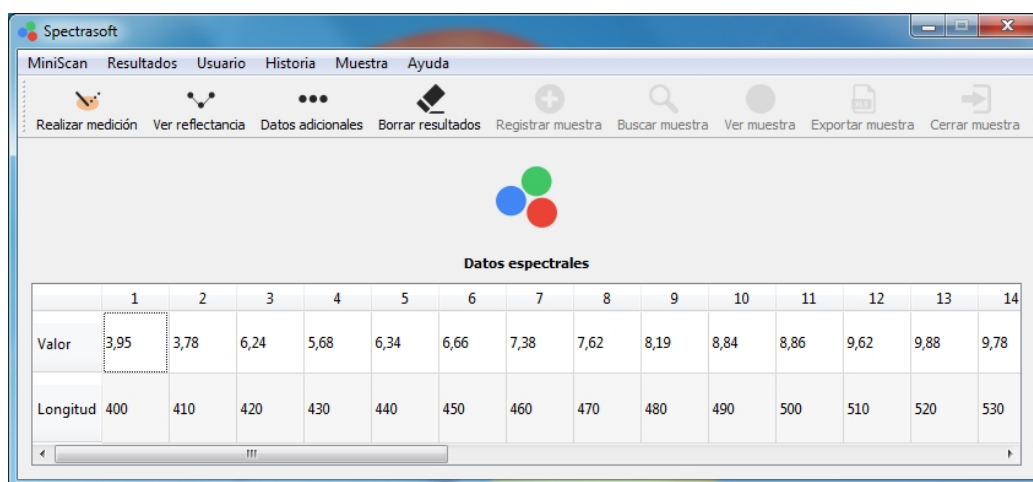 Spectrasoft
MiniScan Resultados Usuario Historia Muestra Ayuda
Realizar medición Ver reflectancia Datos adicionales Borrar resultados Registrar muestra Buscar muestra Ver muestra Exportar muestra Cerrar muestra
Datos espectrales
1 2 3 4 5 6 7 8 9 10 11 12 13 14
Valor 3,95 3,78 6,24 5,68 6,34 6,66 7,38 7,62 8,19 8,84 8,86 9,62 9,88 9,78
Longitud 400 410 420 430 440 450 460 470 480 490 500 510 520 530